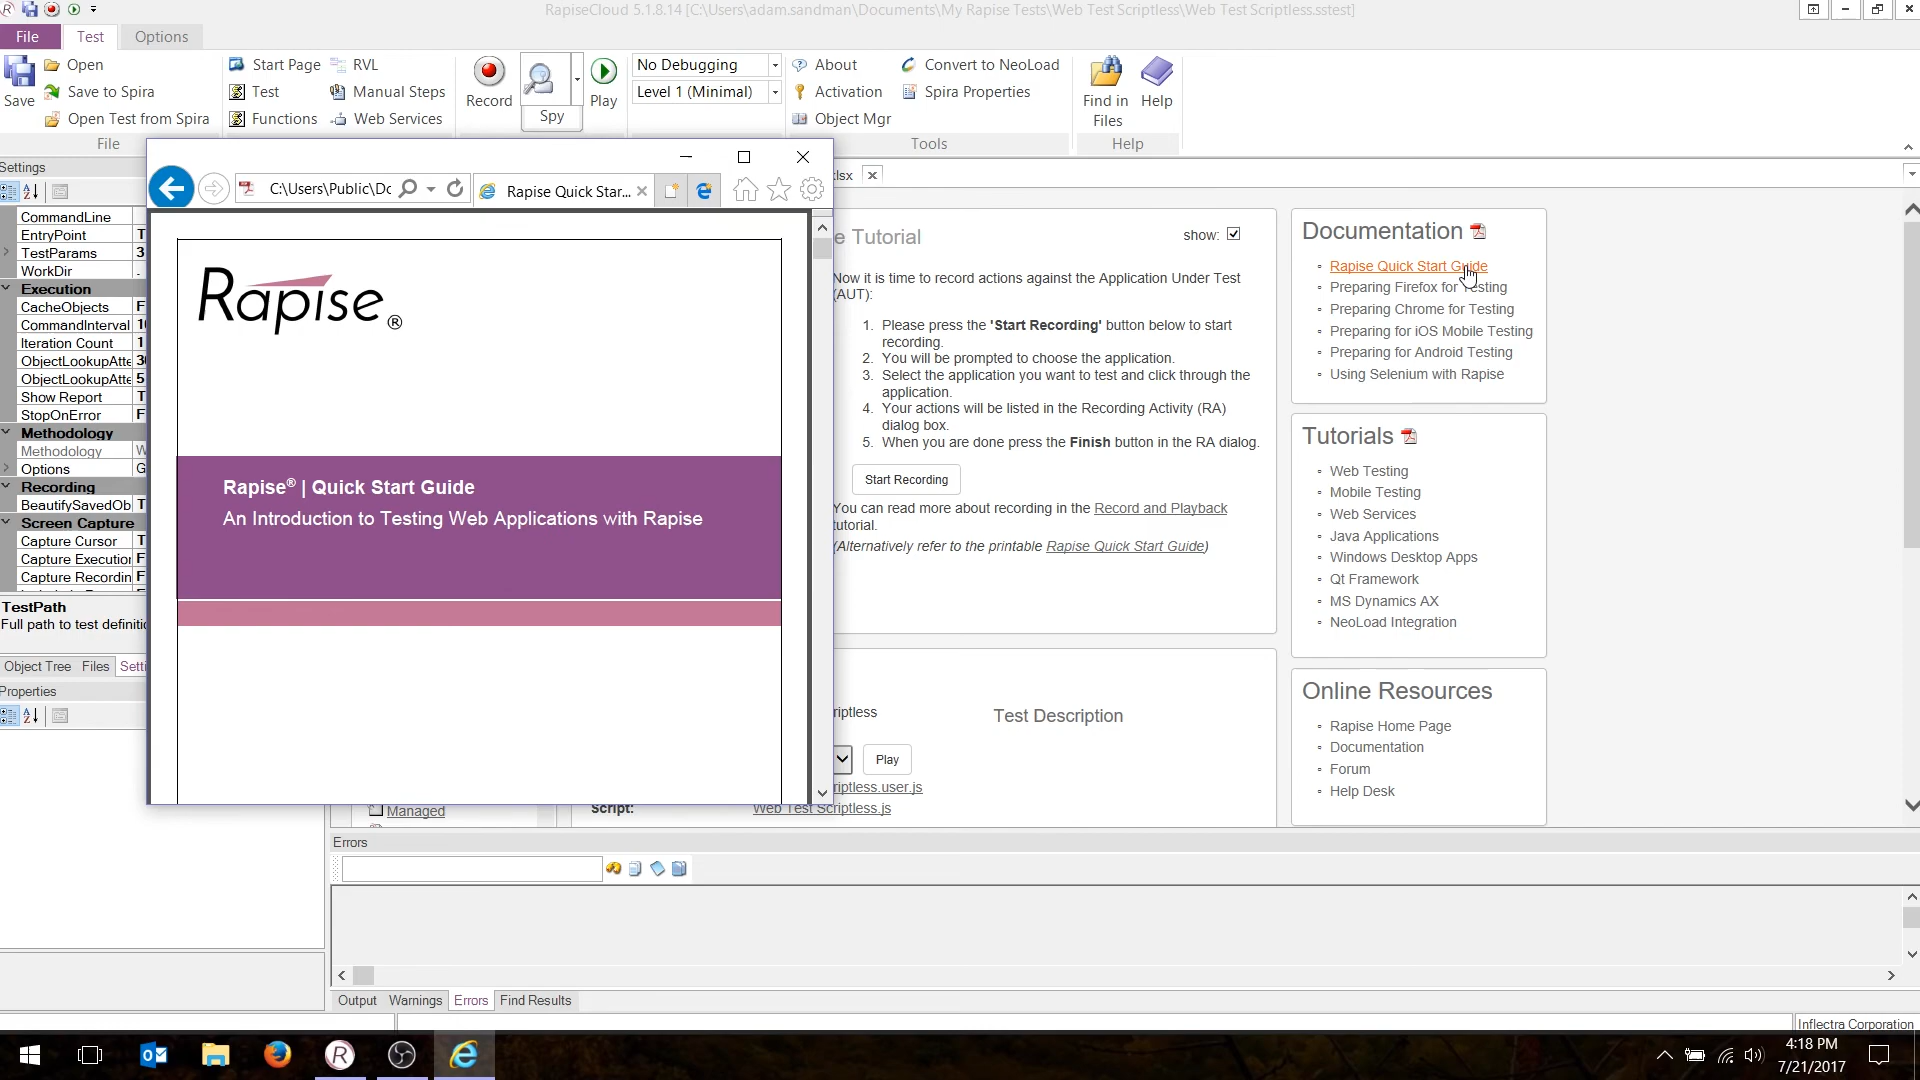 RapiseCloud 5.1.8.14 [C:\Users\adam.sandman\Documents\My Rapise Tests\Web Test Scriptless\Web Test Scriptless.sstest]
File Test Options
Save
Open
Save to Spira
Open Test from Spira
File
Start Page RVL
Test Manual Steps
Functions Web Services
Record
Spy
Play
No Debugging
Level 1 (Minimal)
About Convert to NeoLoad
Activation Spira Properties
Object Mgr
Tools
Find in
Files
Help
Help
Settings
CommandLine
EntryPoint T
TestParams 3
WorkDir .
Execution
CacheObjects F
CommandInterval 1
Iteration Count 1
ObjectLookupAtte 3
ObjectLookupAtte 5
Show Report T
StopOnError F
Methodology
Methodology W
Options G
Recording
BeautifySavedOb T
Screen Capture
Capture Cursor T
Capture Execution F
Capture Recordin F
TestPath
Full path to test definitio
Object Tree Files Setti
Properties
C:\Users\Public\Dc
Rapise Quick Star...
Rapise®
Rapise® | Quick Start Guide
An Introduction to Testing Web Applications with Rapise
lsx
e Tutorial
show:
Now it is time to record actions against the Application Under Test
(AUT):
1. Please press the 'Start Recording' button below to start
recording.
2. You will be prompted to choose the application.
3. Select the application you want to test and click through the
application.
4. Your actions will be listed in the Recording Activity (RA)
dialog box.
5. When you are done press the Finish button in the RA dialog.
Start Recording
You can read more about recording in the Record and Playback
tutorial.
(Alternatively refer to the printable Rapise Quick Start Guide)
riptless
Test Description
Play
riptless.user.js
Script: Web Test Scriptless.js
Managed
Documentation
Rapise Quick Start Guide
Preparing Firefox for Testing
Preparing Chrome for Testing
Preparing for iOS Mobile Testing
Preparing for Android Testing
Using Selenium with Rapise
Tutorials
Web Testing
Mobile Testing
Web Services
Java Applications
Windows Desktop Apps
Qt Framework
MS Dynamics AX
NeoLoad Integration
Online Resources
Rapise Home Page
Documentation
Forum
Help Desk
Errors
Output Warnings Errors Find Results
Inflectra Corporation
4:18 PM
7/21/2017